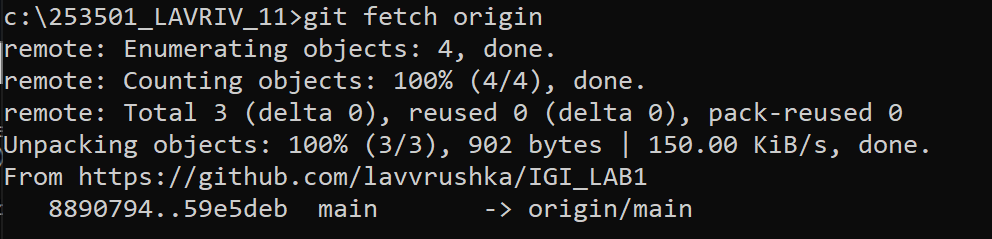 c:\253501_LAVRIV_11>git fetch origin
remote: Enumerating objects: 4, done.
remote: Counting objects: 100% (4/4), done.
remote: Total 3 (delta 0), reused 0 (delta 0), pack-reused 0
Unpacking objects: 100% (3/3), 902 bytes | 150.00 KiB/s, done.
From https://github.com/lavvrushka/IGI_LAB1
   8890794..59e5deb  main       -> origin/main